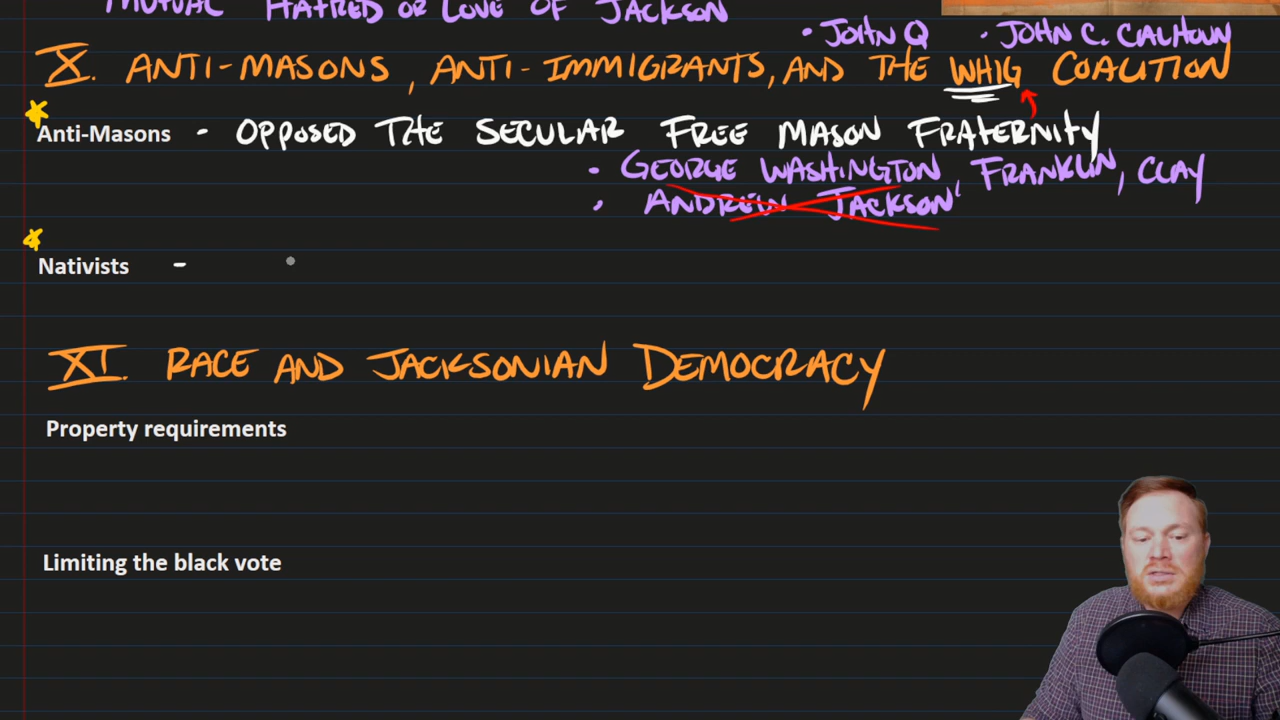 MUTUAL HATRED OR LOVE OF JACKSON
• JOHN Q • JOHN C. CALHOUN
X. ANTI-MASONS, ANTI-IMMIGRANTS, AND THE WHIG COALITION
Anti-Masons - OPPOSED THE SECULAR FREE MASON FRATERNITY
• GEORGE WASHINGTON, FRANKLIN, CLAY
• ANDREW JACKSON
Nativists -
XI. RACE AND JACKSONIAN DEMOCRACY
Property requirements
Limiting the black vote